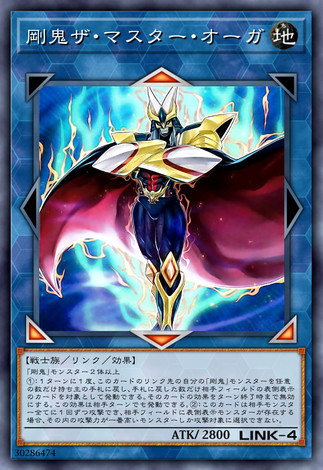 剛鬼ザ・マスター・オーガ 地
【戦士族／リンク／効果】
「剛鬼」モンスター２体以上
①：１ターンに１度、このカードのリンク先の自分の「剛鬼」モンスターを任意
の数だけ持ち主の手札に戻し、手札に戻した数だけ相手フィールドの表側表示
のカードを対象として発動できる。そのカードの効果をターン終了時まで無効
にする。この効果は相手ターンでも発動できる。②：このカードは相手モンス
ター全てに１回ずつ攻撃でき、相手フィールドに表側表示モンスターが存在する
場合、その内の攻撃力が一番高いモンスターしか攻撃対象に選択できない。
ATK/ 2800 LINK-4
30286474